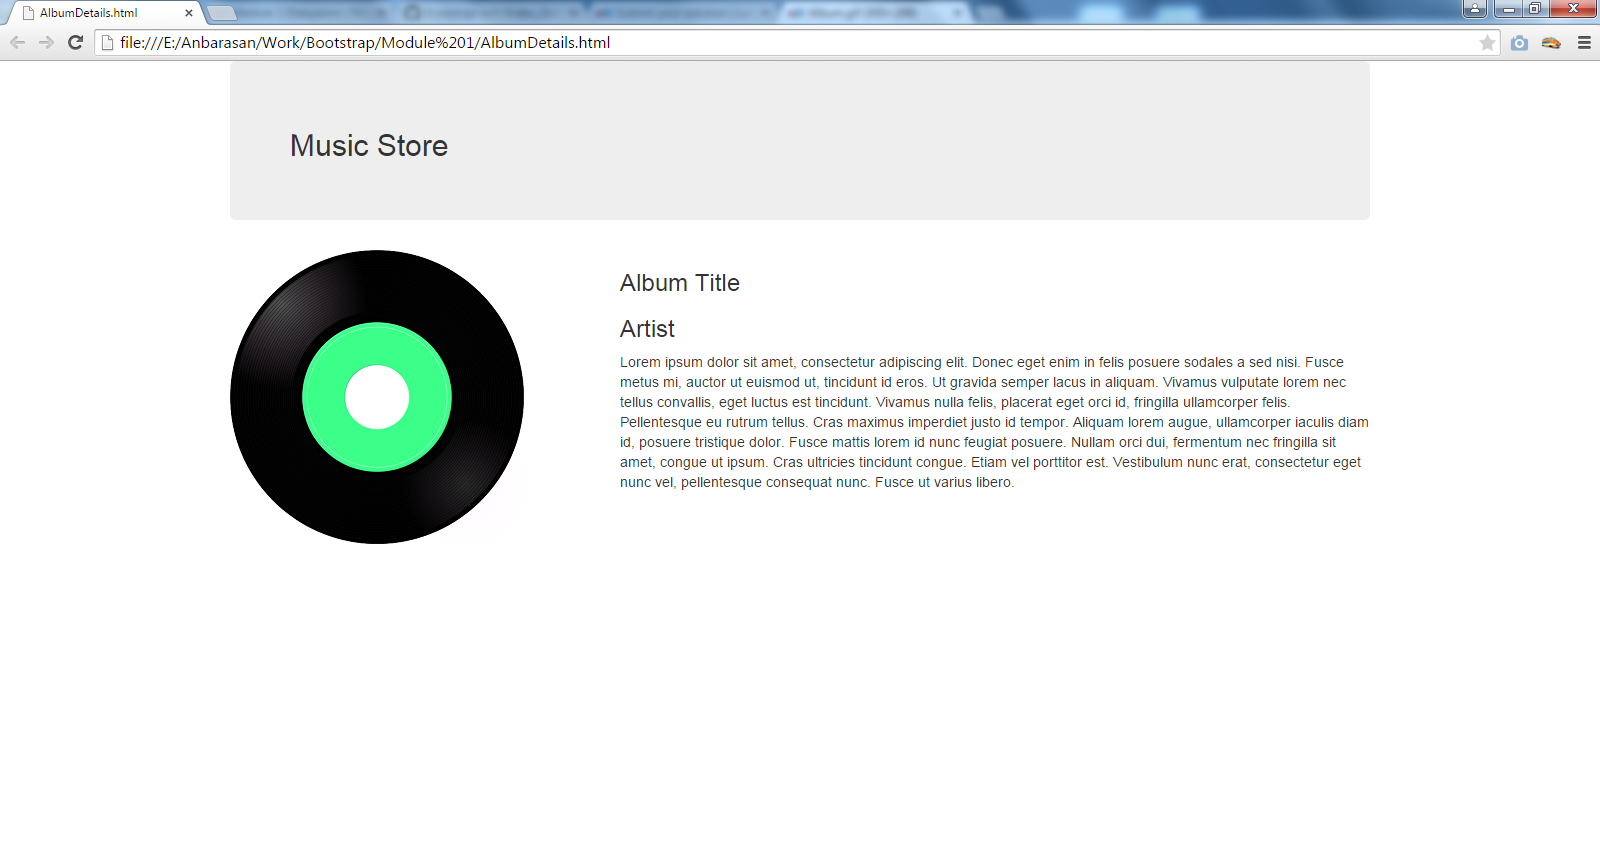 AlbumDetails.html
file:///E:/Anbarasan/Work/Bootstrap/Module%201/AlbumDetails.html
Music Store
Album Title
Artist
Lorem ipsum dolor sit amet, consectetur adipiscing elit. Donec eget enim in felis posuere sodales a sed nisi. Fusce
metus mi, auctor ut euismod ut, tincidunt id eros. Ut gravida semper lacus in aliquam. Vivamus vulputate lorem nec
tellus convallis, eget luctus est tincidunt. Vivamus nulla felis, placerat eget orci id, fringilla ullamcorper felis.
Pellentesque eu rutrum tellus. Cras maximus imperdiet justo id tempor. Aliquam lorem augue, ullamcorper iaculis diam
id, posuere tristique dolor. Fusce mattis lorem id nunc feugiat posuere. Nullam orci dui, fermentum nec fringilla sit
amet, congue ut ipsum. Cras ultricies tincidunt congue. Etiam vel porttitor est. Vestibulum nunc erat, consectetur eget
nunc vel, pellentesque consequat nunc. Fusce ut varius libero.